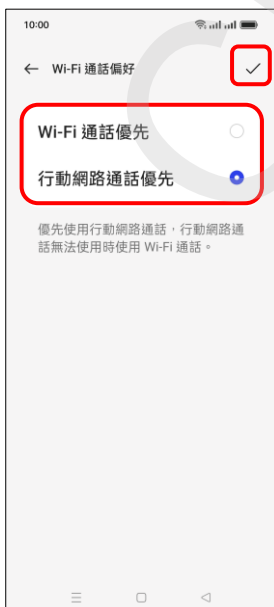 10:00
Wi-Fi 通話偏好
Wi-Fi 通話優先
行動網路通話優先
優先使用行動網路通話，行動網路通
話無法使用時使用 Wi-Fi 通話。